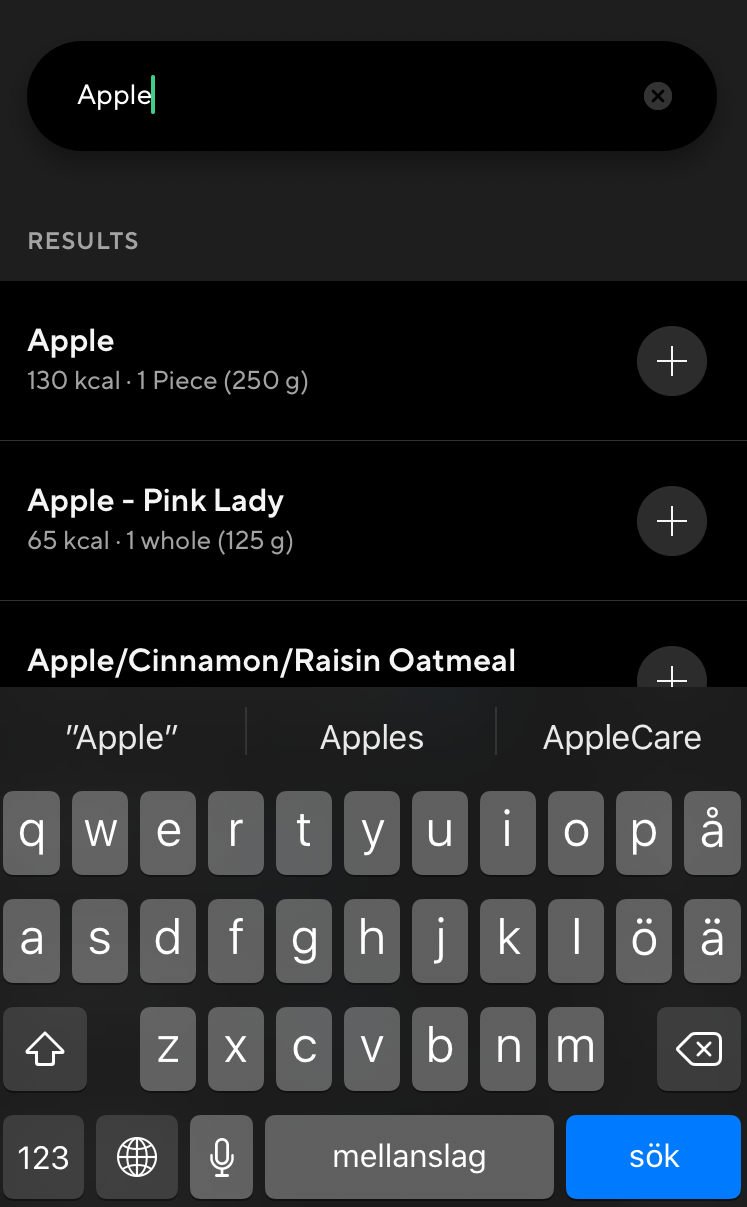 Apple
RESULTS
Apple
130 kcal · 1 Piece (250 g)
Apple - Pink Lady
65 kcal · 1 whole (125 g)
Apple/Cinnamon/Raisin Oatmeal
"Apple" Apples AppleCare
q w e r t y u i o p å
a s d f g h j k l ö ä
z x c v b n m
123 mellanslag sök